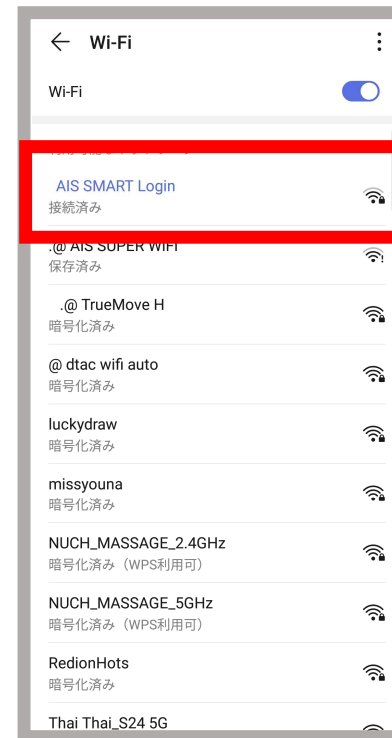 Wi-Fi
Wi-Fi
AIS SMART Login
接続済み
.@ AIS SUPER WIFI
保存済み
.@ TrueMove H
暗号化済み
@ dtac wifi auto
暗号化済み
luckydraw
暗号化済み
missyouna
暗号化済み
NUCH_MASSAGE_2.4GHz
暗号化済み（WPS利用可）
NUCH_MASSAGE_5GHz
暗号化済み（WPS利用可）
RedionHots
暗号化済み
Thai Thai_S24 5G